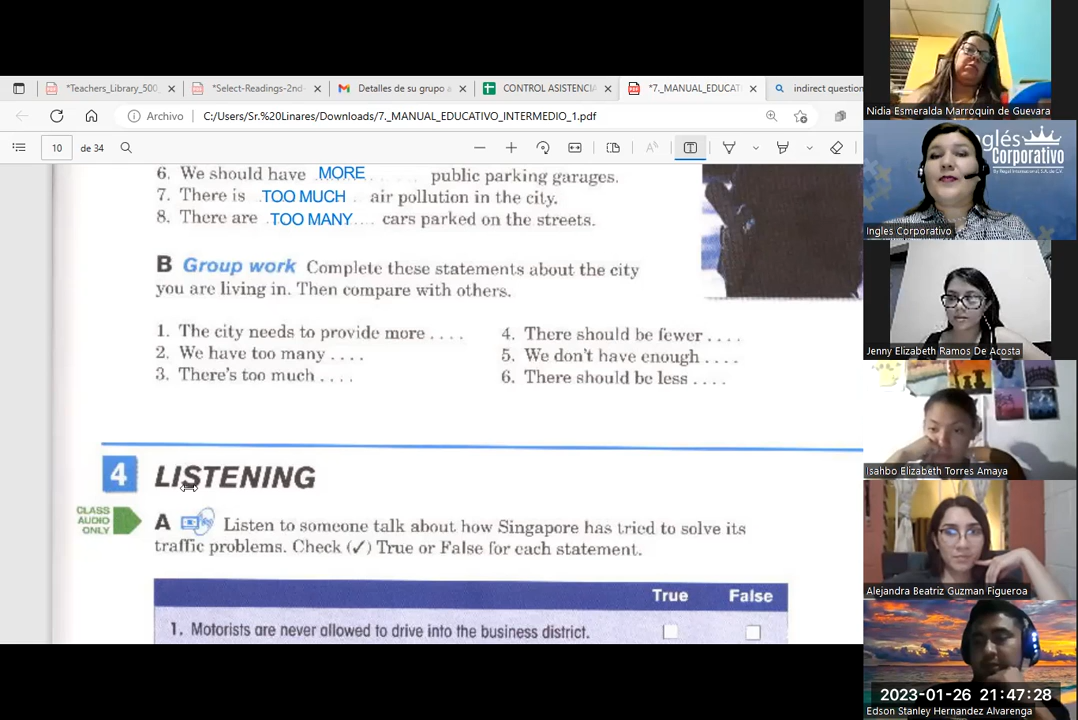 *Teachers_Library_500
*Select-Readings-2nd-
Detalles de su grupo a
CONTROL ASISTENCIA
*7._MANUAL_EDUCAT
indirect question
Archivo
C:/Users/Sr.%20Linares/Downloads/7._MANUAL_EDUCATIVO_INTERMEDIO_1.pdf
10 de 34
6. We should have MORE public parking garages.
7. There is TOO MUCH air pollution in the city.
8. There are TOO MANY cars parked on the streets.
B Group work Complete these statements about the city
you are living in. Then compare with others.
1. The city needs to provide more . . . .
2. We have too many . . . .
3. There's too much . . . .
4. There should be fewer . . . .
5. We don't have enough . . . .
6. There should be less . . . .
4 LISTENING
CLASS
AUDIO
ONLY
A Listen to someone talk about how Singapore has tried to solve its
traffic problems. Check (✓) True or False for each statement.
True False
1. Motorists are never allowed to drive into the business district.
Nidia Esmeralda Marroquin de Guevara
Inglés
Corporativo
By Regal International, S.A. de C.V.
Ingles Corporativo
Jenny Elizabeth Ramos De Acosta
Isahbo Elizabeth Torres Amaya
Alejandra Beatriz Guzman Figueroa
2023-01-26 21:47:28
Edson Stanley Hernandez Alvarenga